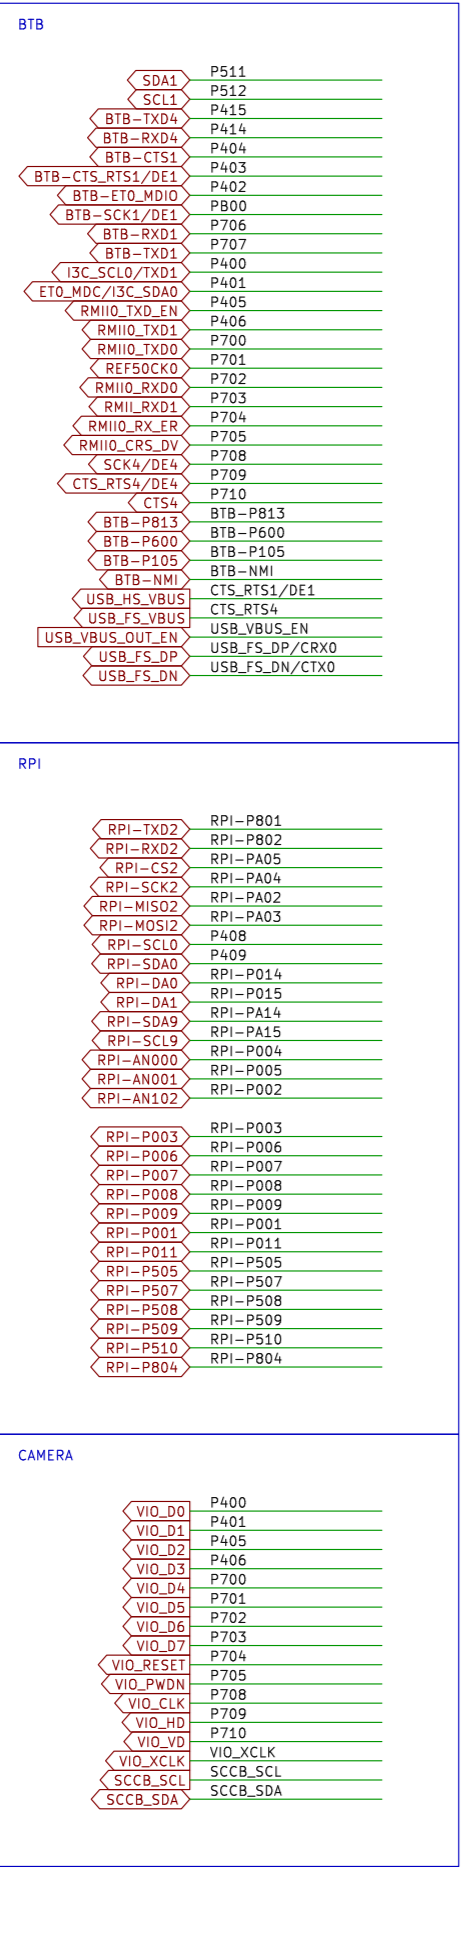 BTB
SDA1 P511
SCL1 P512
BTB-TXD4 P415
BTB-RXD4 P414
BTB-CTS1 P404
BTB-CTS_RTS1/DE1 P403
BTB-ET0_MDIO P402
BTB-SCK1/DE1 PB00
BTB-RXD1 P706
BTB-TXD1 P707
I3C_SCL0/TXD1 P400
ET0_MDC/I3C_SDA0 P401
RMII0_TXD_EN P405
RMII0_TXD1 P406
RMII0_TXD0 P700
REF50CK0 P701
RMII0_RXD0 P702
RMII_RXD1 P703
RMII0_RX_ER P704
RMII0_CRS_DV P705
SCK4/DE4 P708
CTS_RTS4/DE4 P709
CTS4 P710
BTB-P813 BTB-P813
BTB-P600 BTB-P600
BTB-P105 BTB-P105
BTB-NMI BTB-NMI
USB_HS_VBUS CTS_RTS1/DE1
USB_FS_VBUS CTS_RTS4
USB_VBUS_OUT_EN USB_VBUS_EN
USB_FS_DP USB_FS_DP/CRX0
USB_FS_DN USB_FS_DN/CTX0
RPI
RPI-TXD2 RPI-P801
RPI-RXD2 RPI-P802
RPI-CS2 RPI-PA05
RPI-SCK2 RPI-PA04
RPI-MISO2 RPI-PA02
RPI-MOSI2 RPI-PA03
RPI-SCL0 P408
RPI-SDA0 P409
RPI-DA0 RPI-P014
RPI-DA1 RPI-P015
RPI-SDA9 RPI-PA14
RPI-SCL9 RPI-PA15
RPI-AN000 RPI-P004
RPI-AN001 RPI-P005
RPI-AN102 RPI-P002
RPI-P003 RPI-P003
RPI-P006 RPI-P006
RPI-P007 RPI-P007
RPI-P008 RPI-P008
RPI-P009 RPI-P009
RPI-P001 RPI-P001
RPI-P011 RPI-P011
RPI-P505 RPI-P505
RPI-P507 RPI-P507
RPI-P508 RPI-P508
RPI-P509 RPI-P509
RPI-P510 RPI-P510
RPI-P804 RPI-P804
CAMERA
VIO_D0 P400
VIO_D1 P401
VIO_D2 P405
VIO_D3 P406
VIO_D4 P700
VIO_D5 P701
VIO_D6 P702
VIO_D7 P703
VIO_RESET P704
VIO_PWDN P705
VIO_CLK P708
VIO_HD P709
VIO_VD P710
VIO_XCLK VIO_XCLK
SCCB_SCL SCCB_SCL
SCCB_SDA SCCB_SDA